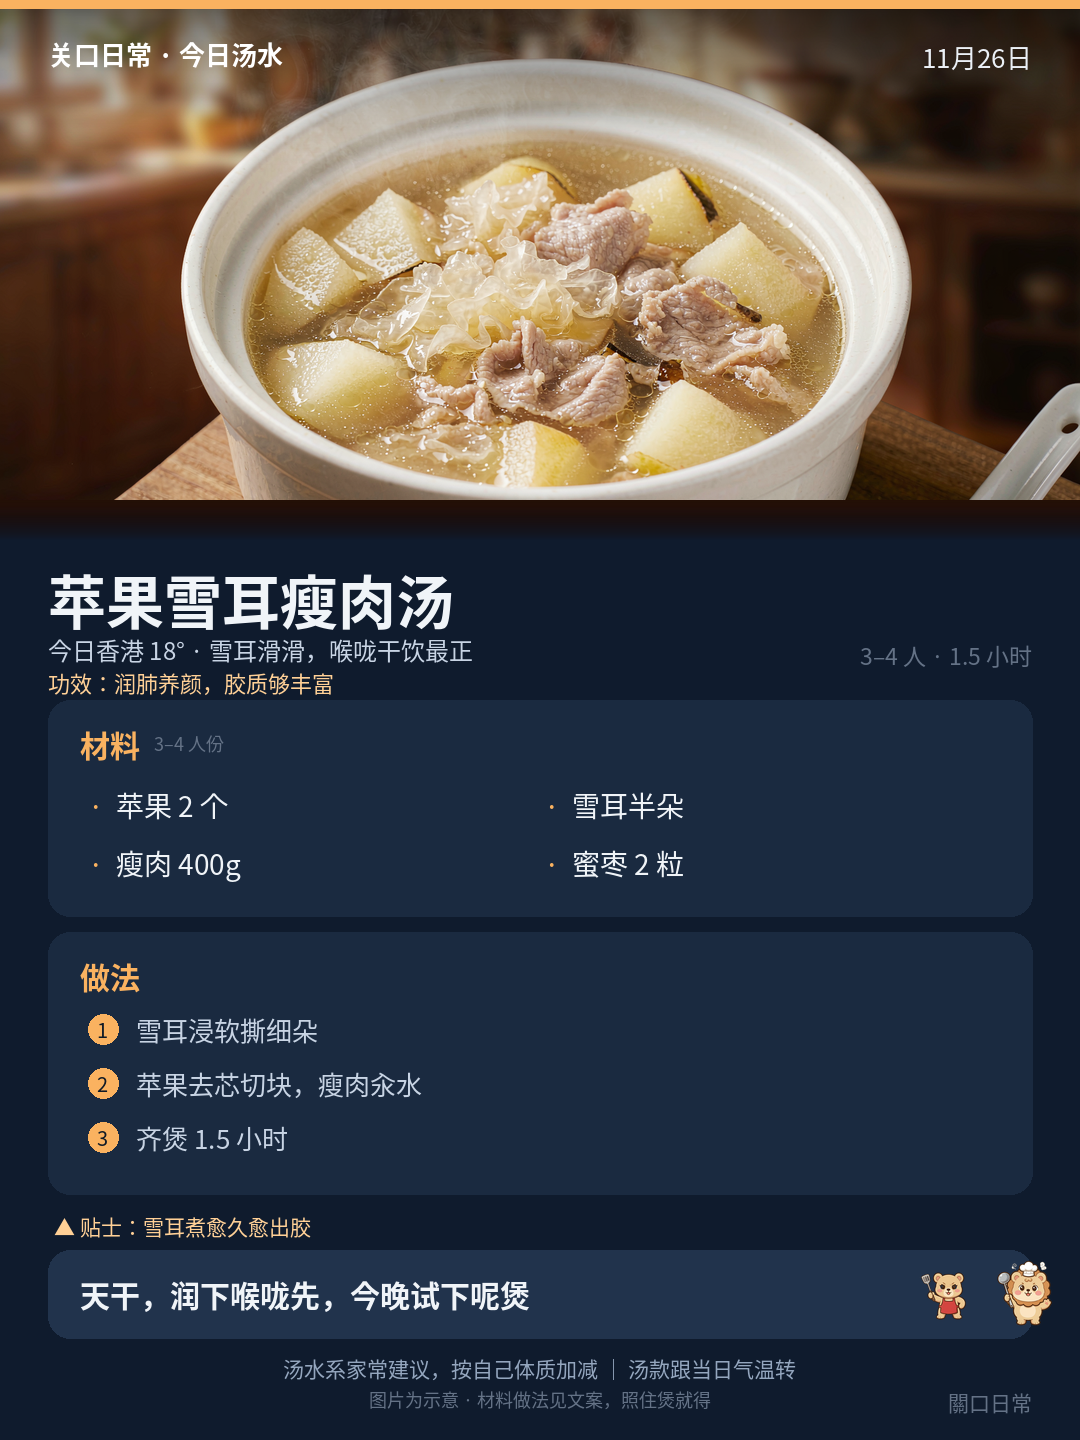 关口日常 · 今日汤水
11月26日
苹果雪耳瘦肉汤
今日香港 18° · 雪耳滑滑，喉咙干饮最正
3–4 人 · 1.5 小时
功效：润肺养颜，胶质够丰富
材料 3–4 人份
· 苹果 2 个
· 雪耳半朵
· 瘦肉 400g
· 蜜枣 2 粒
做法
1 雪耳浸软撕细朵
2 苹果去芯切块，瘦肉汆水
3 齐煲 1.5 小时
▲ 贴士：雪耳煮愈久愈出胶
天干，润下喉咙先，今晚试下呢煲
汤水系家常建议，按自己体质加减｜汤款跟当日气温转
图片为示意 · 材料做法见文案，照住煲就得
關口日常